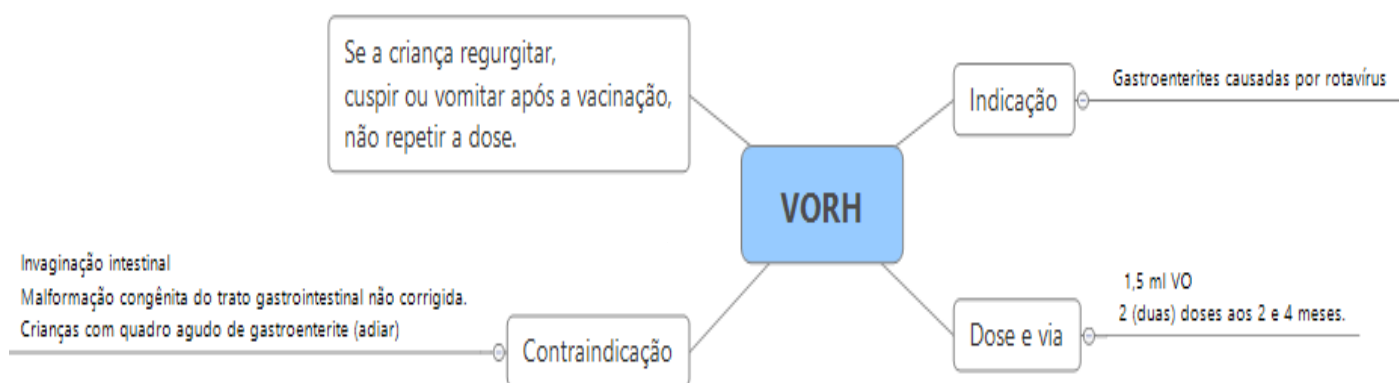 Se a criança regurgitar,
cuspir ou vomitar após a vacinação,
não repetir a dose.
Indicação
Gastroenterites causadas por rotavírus
VORH
Invaginação intestinal
Malformação congênita do trato gastrointestinal não corrigida.
Crianças com quadro agudo de gastroenterite (adiar)
Contraindicação
Dose e via
1,5 ml VO
2 (duas) doses aos 2 e 4 meses.